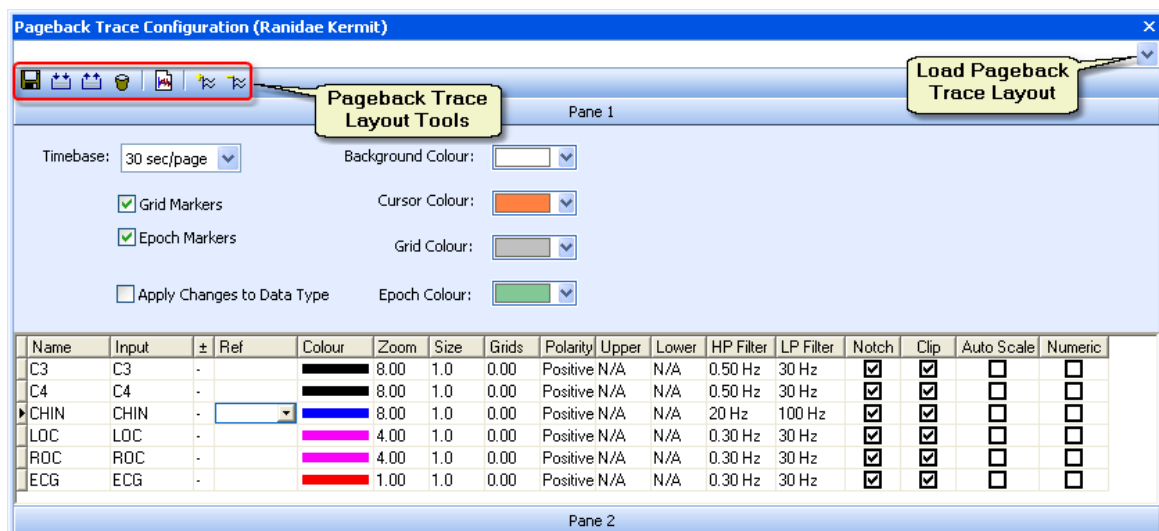 Pageback Trace Configuration (Ranidae Kermit)
Load Pageback
Trace Layout
Pageback Trace
Layout Tools
Pane 1
Timebase: 30 sec/page Background Colour:
Grid Markers Cursor Colour:
Epoch Markers Grid Colour:
Apply Changes to Data Type Epoch Colour:
Name Input ± Ref Colour Zoom Size Grids Polarity Upper Lower HP Filter LP Filter Notch Clip Auto Scale Numeric
C3 C3 - 8.00 1.0 0.00 Positive N/A N/A 0.50 Hz 30 Hz
C4 C4 - 8.00 1.0 0.00 Positive N/A N/A 0.50 Hz 30 Hz
CHIN CHIN - 8.00 1.0 0.00 Positive N/A N/A 20 Hz 100 Hz
LOC LOC - 4.00 1.0 0.00 Positive N/A N/A 0.30 Hz 30 Hz
ROC ROC - 4.00 1.0 0.00 Positive N/A N/A 0.30 Hz 30 Hz
ECG ECG - 1.00 1.0 0.00 Positive N/A N/A 0.30 Hz 30 Hz
Pane 2